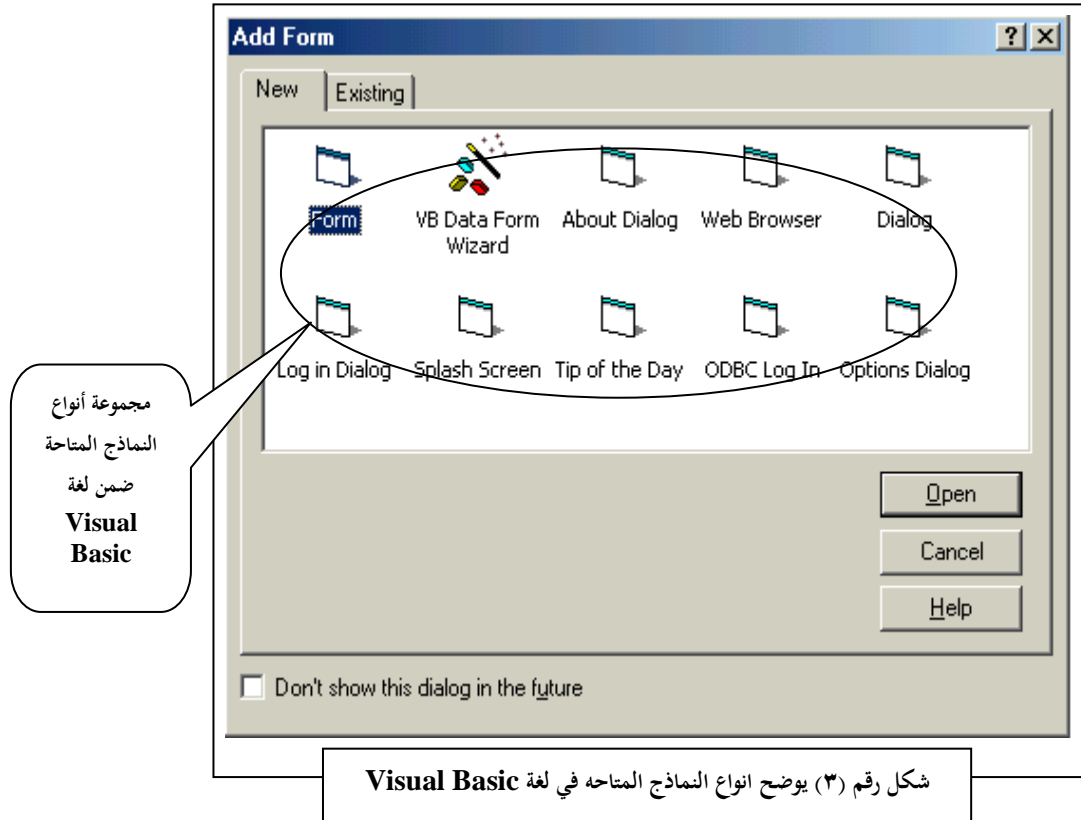 Add Form
New
Existing
Form
VB Data Form
Wizard
About Dialog
Web Browser
Dialog
Log in Dialog
Splash Screen
Tip of the Day
ODBC Log In
Options Dialog
مجموعة أنواع
النماذج المتاحة
ضمن لغة
Visual
Basic
Open
Cancel
Help
Don't show this dialog in the future
شكل رقم (٣) يوضح انواع النماذج المتاحه في لغة Visual Basic